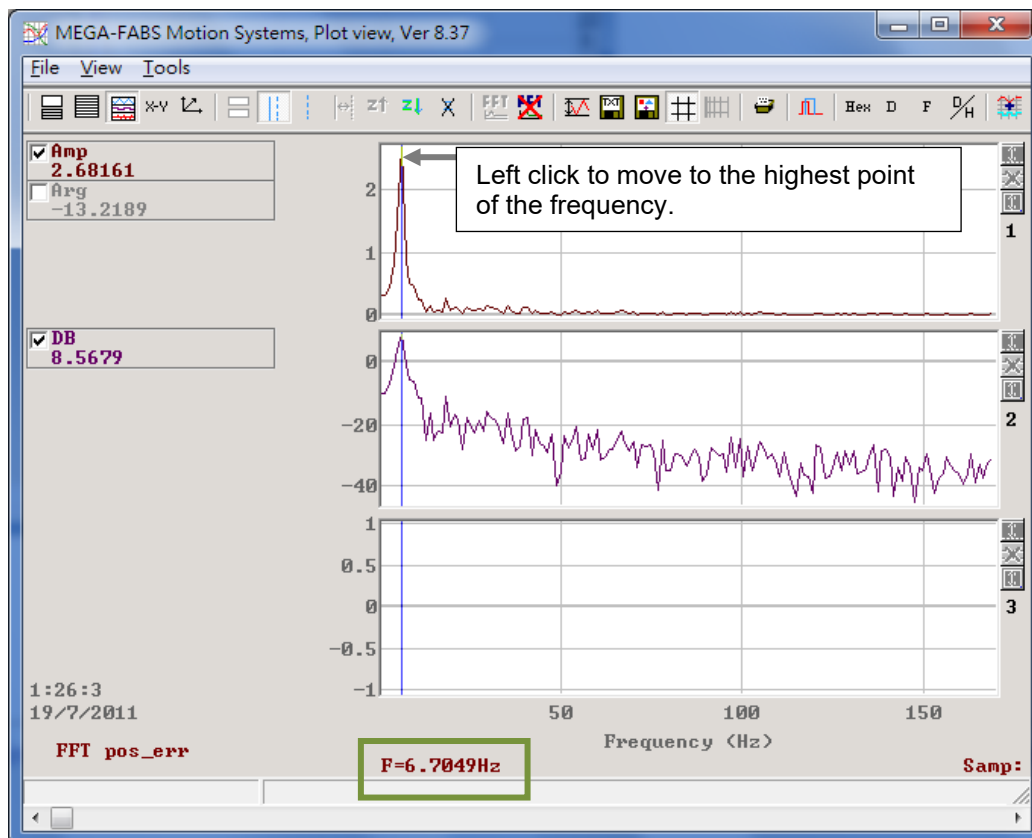 MEGA-FABS Motion Systems, Plot view, Ver 8.37
File View Tools
X-Y
FFT
TXT
Hex D F D/H
Amp
2.68161
Arg
-13.2189
Left click to move to the highest point
of the frequency.
2
1
0
1
DB
8.5679
0
-20
-40
2
1
0.5
0
-0.5
-1
3
1:26:3
19/7/2011
50 100 150
Frequency (Hz)
FFT pos_err
F=6.7049Hz
Samp: